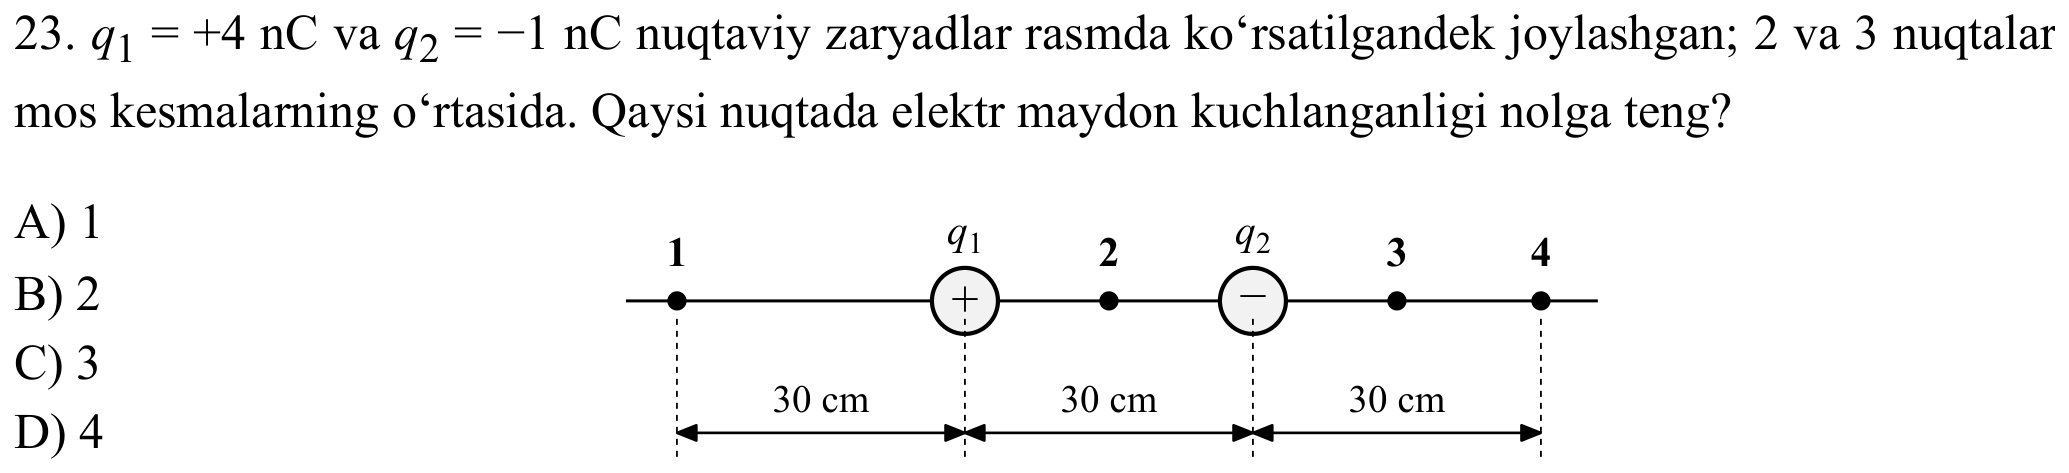 23. q₁ = +4 nC va q₂ = −1 nC nuqtaviy zaryadlar rasmda ko‘rsatilgandek joylashgan; 2 va 3 nuqtalar
mos kesmalarning o‘rtasida. Qaysi nuqtada elektr maydon kuchlanganligi nolga teng?
A) 1
B) 2
C) 3
D) 4
1 q₁ 2 q₂ 3 4
+ −
30 cm 30 cm 30 cm